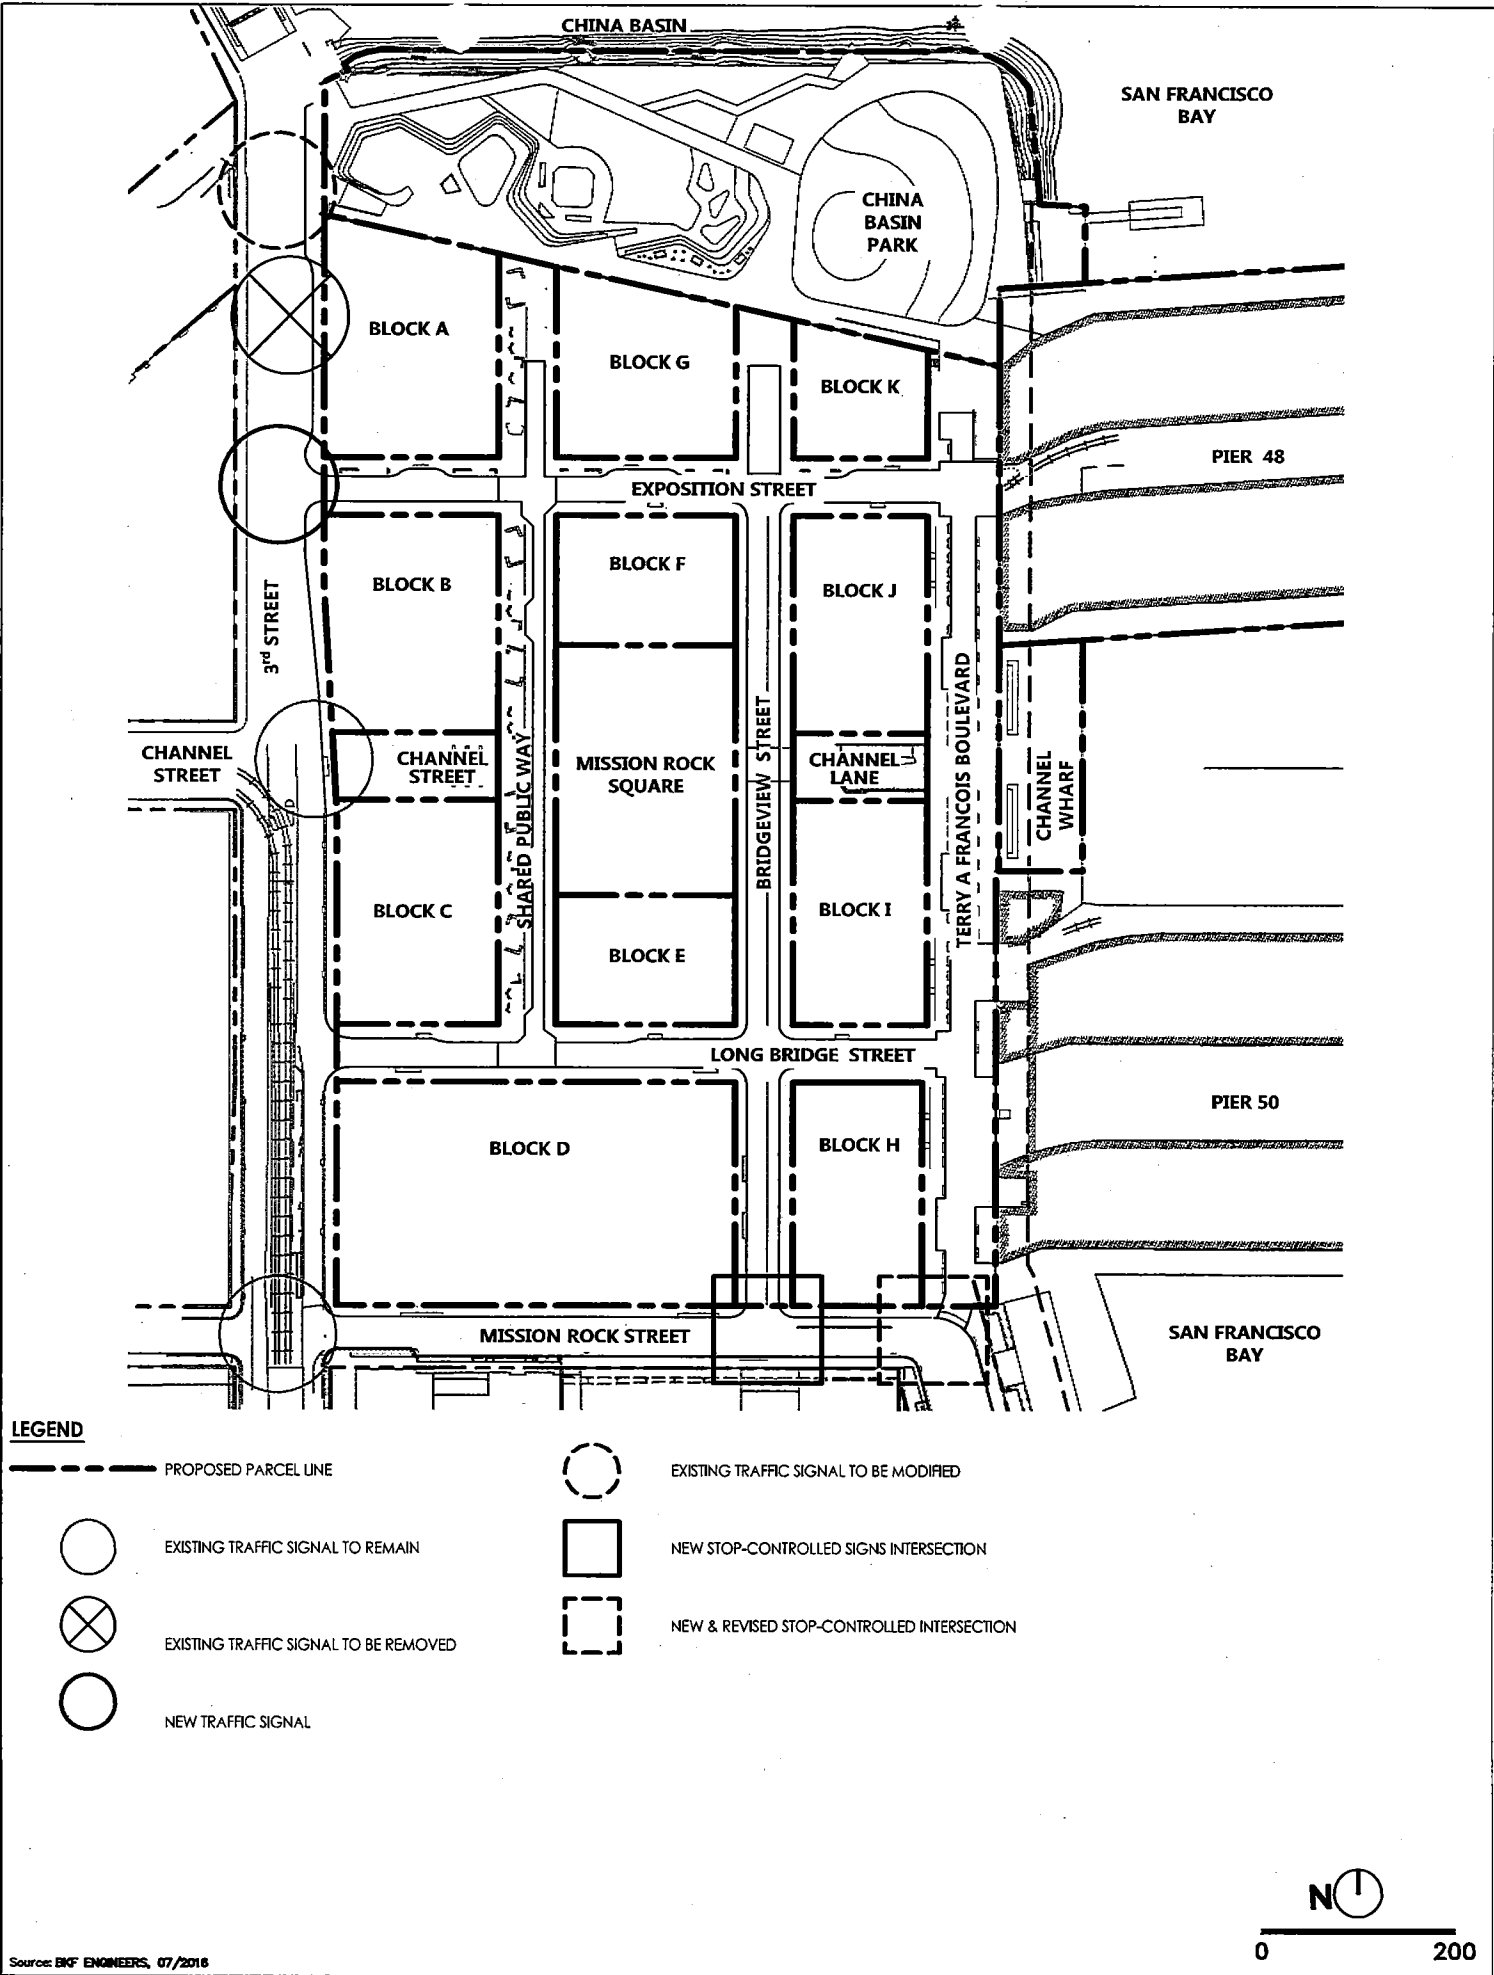 CHINA BASIN
SAN FRANCISCO
BAY
CHINA
BASIN
PARK
BLOCK A
BLOCK G
BLOCK K
PIER 48
EXPOSITION STREET
BLOCK B
BLOCK F
BLOCK J
3rd STREET
CHANNEL
STREET
CHANNEL
STREET
SHARED PUBLIC WAY
MISSION ROCK
SQUARE
BRIDGEVIEW STREET
CHANNEL
LANE
TERRY A FRANCOIS BOULEVARD
CHANNEL
WHARF
BLOCK C
BLOCK I
BLOCK E
LONG BRIDGE STREET
PIER 50
BLOCK D
BLOCK H
MISSION ROCK STREET
SAN FRANCISCO
BAY
LEGEND
PROPOSED PARCEL LINE
EXISTING TRAFFIC SIGNAL TO REMAIN
EXISTING TRAFFIC SIGNAL TO BE REMOVED
NEW TRAFFIC SIGNAL
EXISTING TRAFFIC SIGNAL TO BE MODIFIED
NEW STOP-CONTROLLED SIGNS INTERSECTION
NEW & REVISED STOP-CONTROLLED INTERSECTION
N
0 200
Source: BKF ENGINEERS, 07/2016